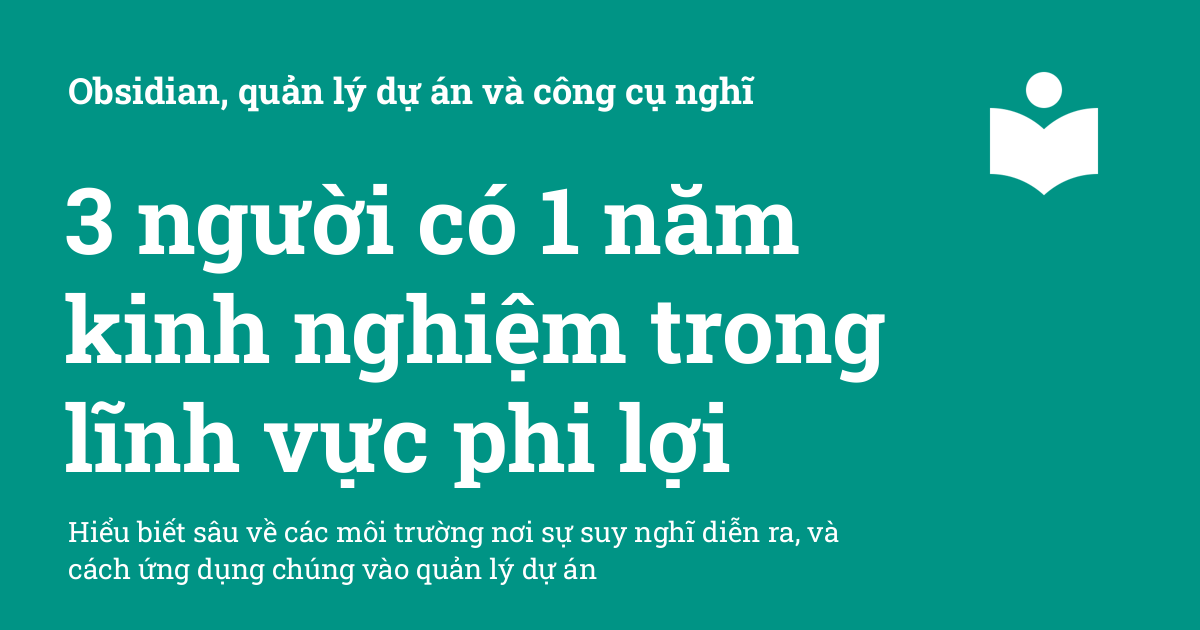 Obsidian, quản lý dự án và công cụ nghĩ
3 người có 1 năm
kinh nghiệm trong
lĩnh vực phi lợi
Hiểu biết sâu về các môi trường nơi sự suy nghĩ diễn ra, và
cách ứng dụng chúng vào quản lý dự án